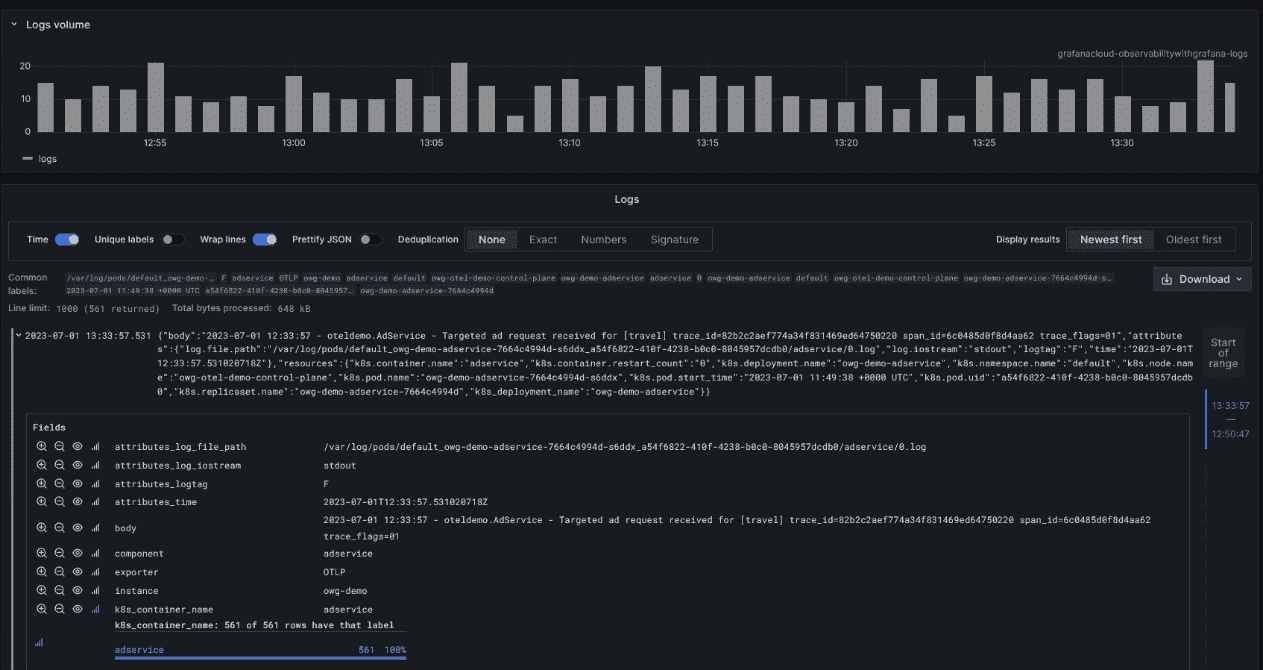 Logs volume
grafanacloud-observabilitywithgrafana-logs
20
10
0
12:55 13:00 13:05 13:10 13:15 13:20 13:25 13:30
logs
Logs
Time Unique labels Wrap lines Prettify JSON Deduplication None Exact Numbers Signature Display results Newest first Oldest first
Common labels: /var/log/pods/default_owg-demo-... F adservice OTLP owg-demo adservice default owg-otel-demo-control-plane owg-demo-adservice adservice 0 owg-demo-adservice default owg-otel-demo-control-plane owg-demo-adservice-7664c4994d-s...
2023-07-01 11:49:38 +0000 UTC a54f6822-410f-4238-b0c0-8045957... owg-demo-adservice-7664c4994d
Download
Line limit: 1000 (561 returned) Total bytes processed: 648 kB
2023-07-01 13:33:57.531 {"body":"2023-07-01 12:33:57 - oteldemo.AdService - Targeted ad request received for [travel] trace_id=82b2c2aef774a34f831469ed64750220 span_id=6c0485d0f8d4aa62 trace_flags=01","attribute
s":{"log.file.path":"/var/log/pods/default_owg-demo-adservice-7664c4994d-s6ddx_a54f6822-410f-4238-b0c0-8045957dcdb0/adservice/0.log","log.iostream":"stdout","logtag":"F","time":"2023-07-01T
12:33:57.531020718Z"},"resources":{"k8s.container.name":"adservice","k8s.container.restart_count":"0","k8s.deployment.name":"owg-demo-adservice","k8s.namespace.name":"default","k8s.node.nam
e":"owg-otel-demo-control-plane","k8s.pod.name":"owg-demo-adservice-7664c4994d-s6ddx","k8s.pod.start_time":"2023-07-01 11:49:38 +0000 UTC","k8s.pod.uid":"a54f6822-410f-4238-b0c0-8045957dcdb
0","k8s.replicaset.name":"owg-demo-adservice-7664c4994d","k8s_deployment_name":"owg-demo-adservice"}}
Start
of
range
13:33:57
—
12:50:47
Fields
attributes_log_file_path /var/log/pods/default_owg-demo-adservice-7664c4994d-s6ddx_a54f6822-410f-4238-b0c0-8045957dcdb0/adservice/0.log
attributes_log_iostream stdout
attributes_logtag F
attributes_time 2023-07-01T12:33:57.531020718Z
body 2023-07-01 12:33:57 - oteldemo.AdService - Targeted ad request received for [travel] trace_id=82b2c2aef774a34f831469ed64750220 span_id=6c0485d0f8d4aa62
trace_flags=01
component adservice
exporter OTLP
instance owg-demo
k8s_container_name adservice
k8s_container_name: 561 of 561 rows have that label
adservice 561 100%